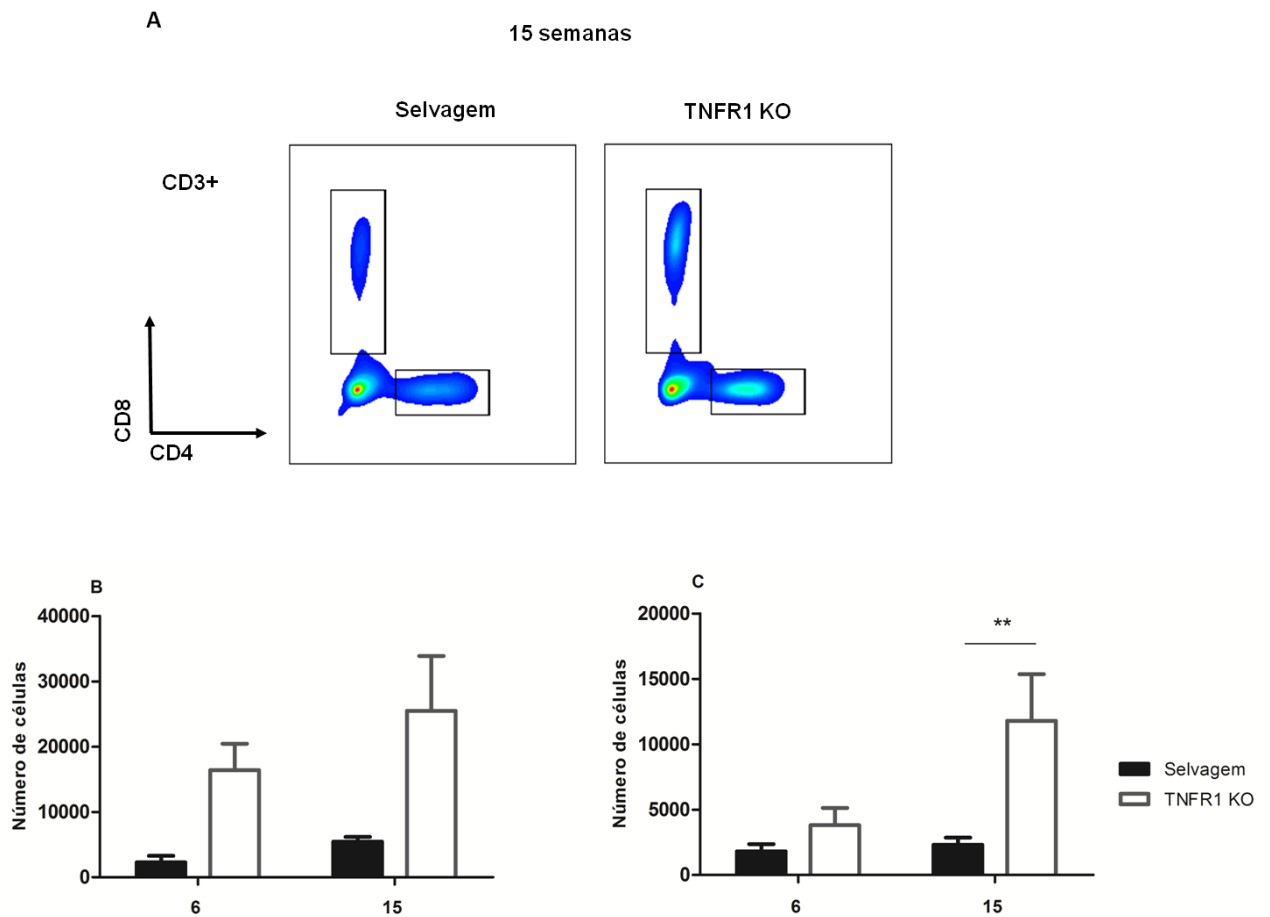 A
15 semanas
Selvagem
TNFR1 KO
CD3+
CD8
CD4
B
Número de células
40000
30000
20000
10000
0
6
15
C
Número de células
20000
15000
10000
5000
0
**
6
15
Selvagem
TNFR1 KO